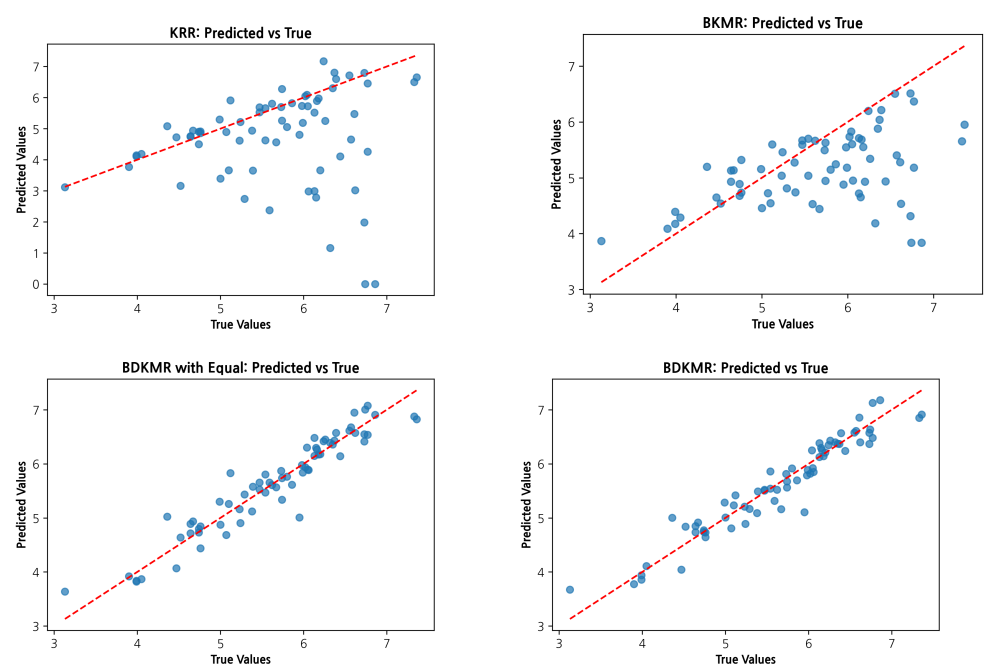 KRR: Predicted vs True
Predicted Values
7
6
5
4
3
2
1
0
3 4 5 6 7
True Values
BKMR: Predicted vs True
Predicted Values
7
6
5
4
3
3 4 5 6 7
True Values
BDKMR with Equal: Predicted vs True
Predicted Values
7
6
5
4
3
3 4 5 6 7
True Values
BDKMR: Predicted vs True
Predicted Values
7
6
5
4
3
3 4 5 6 7
True Values